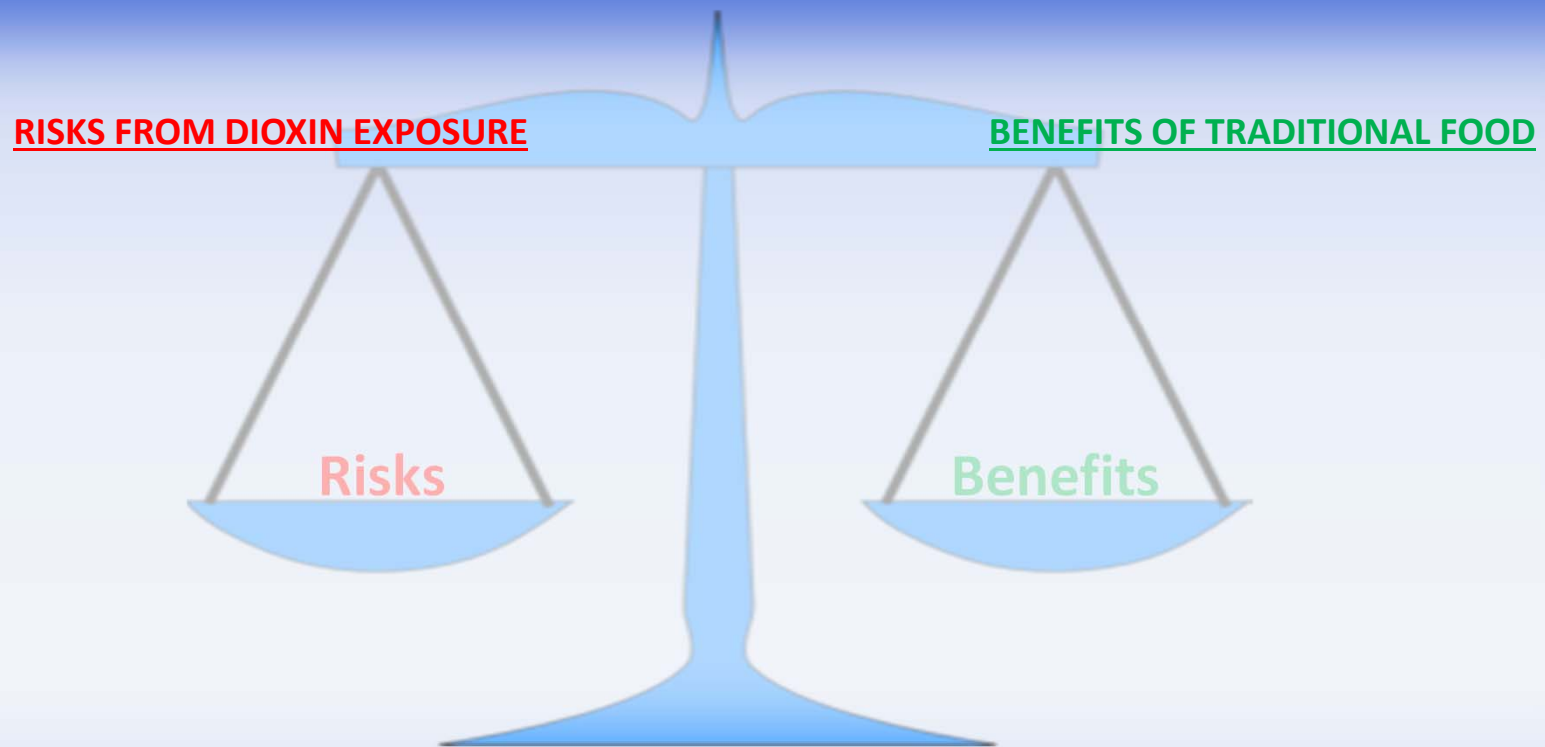 RISKS FROM DIOXIN EXPOSURE
BENEFITS OF TRADITIONAL FOOD
Risks
Benefits